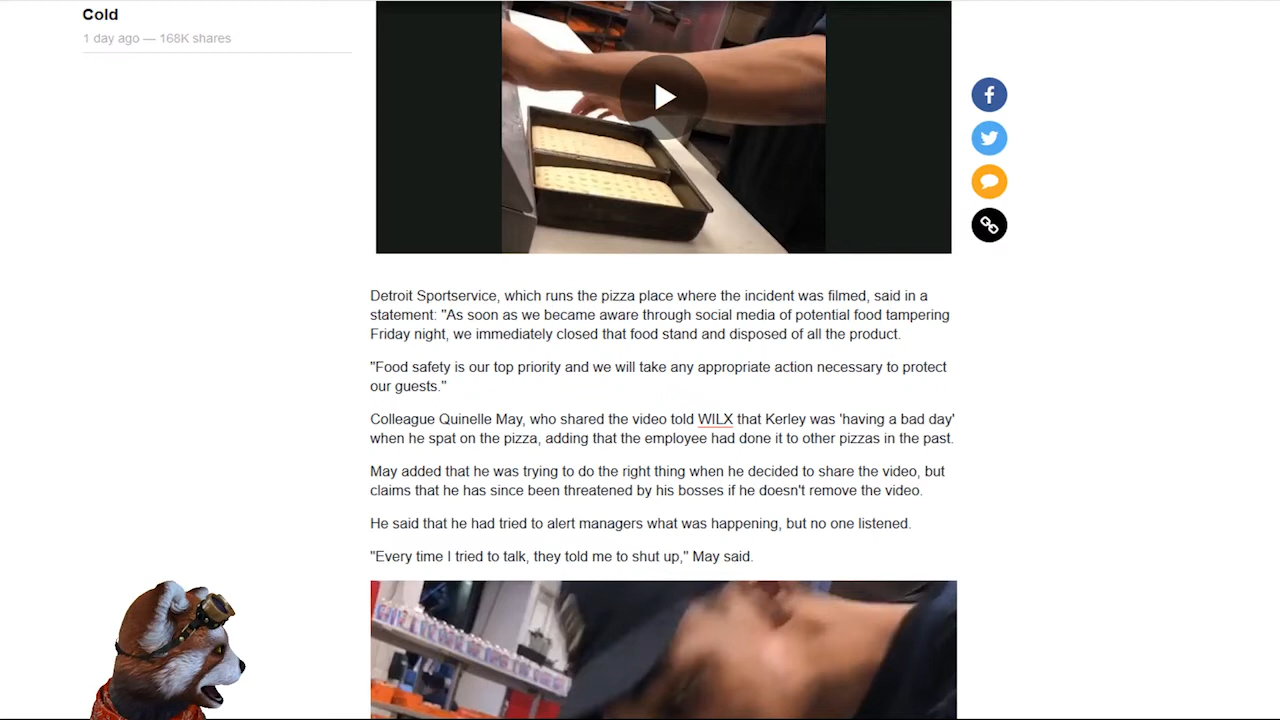 Cold
1 day ago — 168K shares
Detroit Sportservice, which runs the pizza place where the incident was filmed, said in a
statement: "As soon as we became aware through social media of potential food tampering
Friday night, we immediately closed that food stand and disposed of all the product.
"Food safety is our top priority and we will take any appropriate action necessary to protect
our guests."
Colleague Quinelle May, who shared the video told WILX that Kerley was 'having a bad day'
when he spat on the pizza, adding that the employee had done it to other pizzas in the past.
May added that he was trying to do the right thing when he decided to share the video, but
claims that he has since been threatened by his bosses if he doesn't remove the video.
He said that he had tried to alert managers what was happening, but no one listened.
"Every time I tried to talk, they told me to shut up," May said.